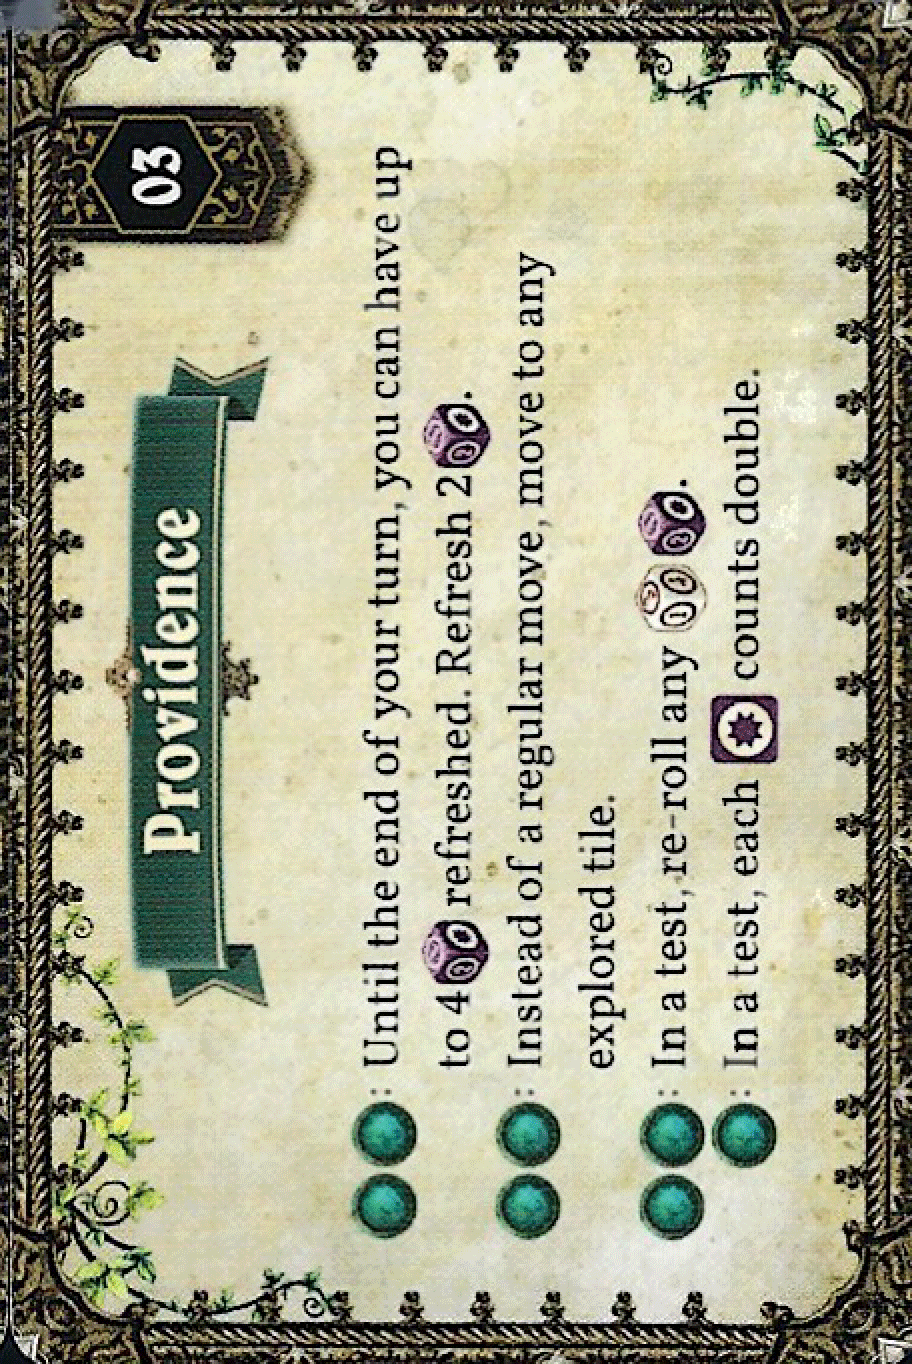 03
Providence
: Until the end of your turn, you can have up
to 4 refreshed. Refresh 2 .
: Instead of a regular move, move to any
explored tile.
: In a test, re-roll any .
: In a test, each counts double.